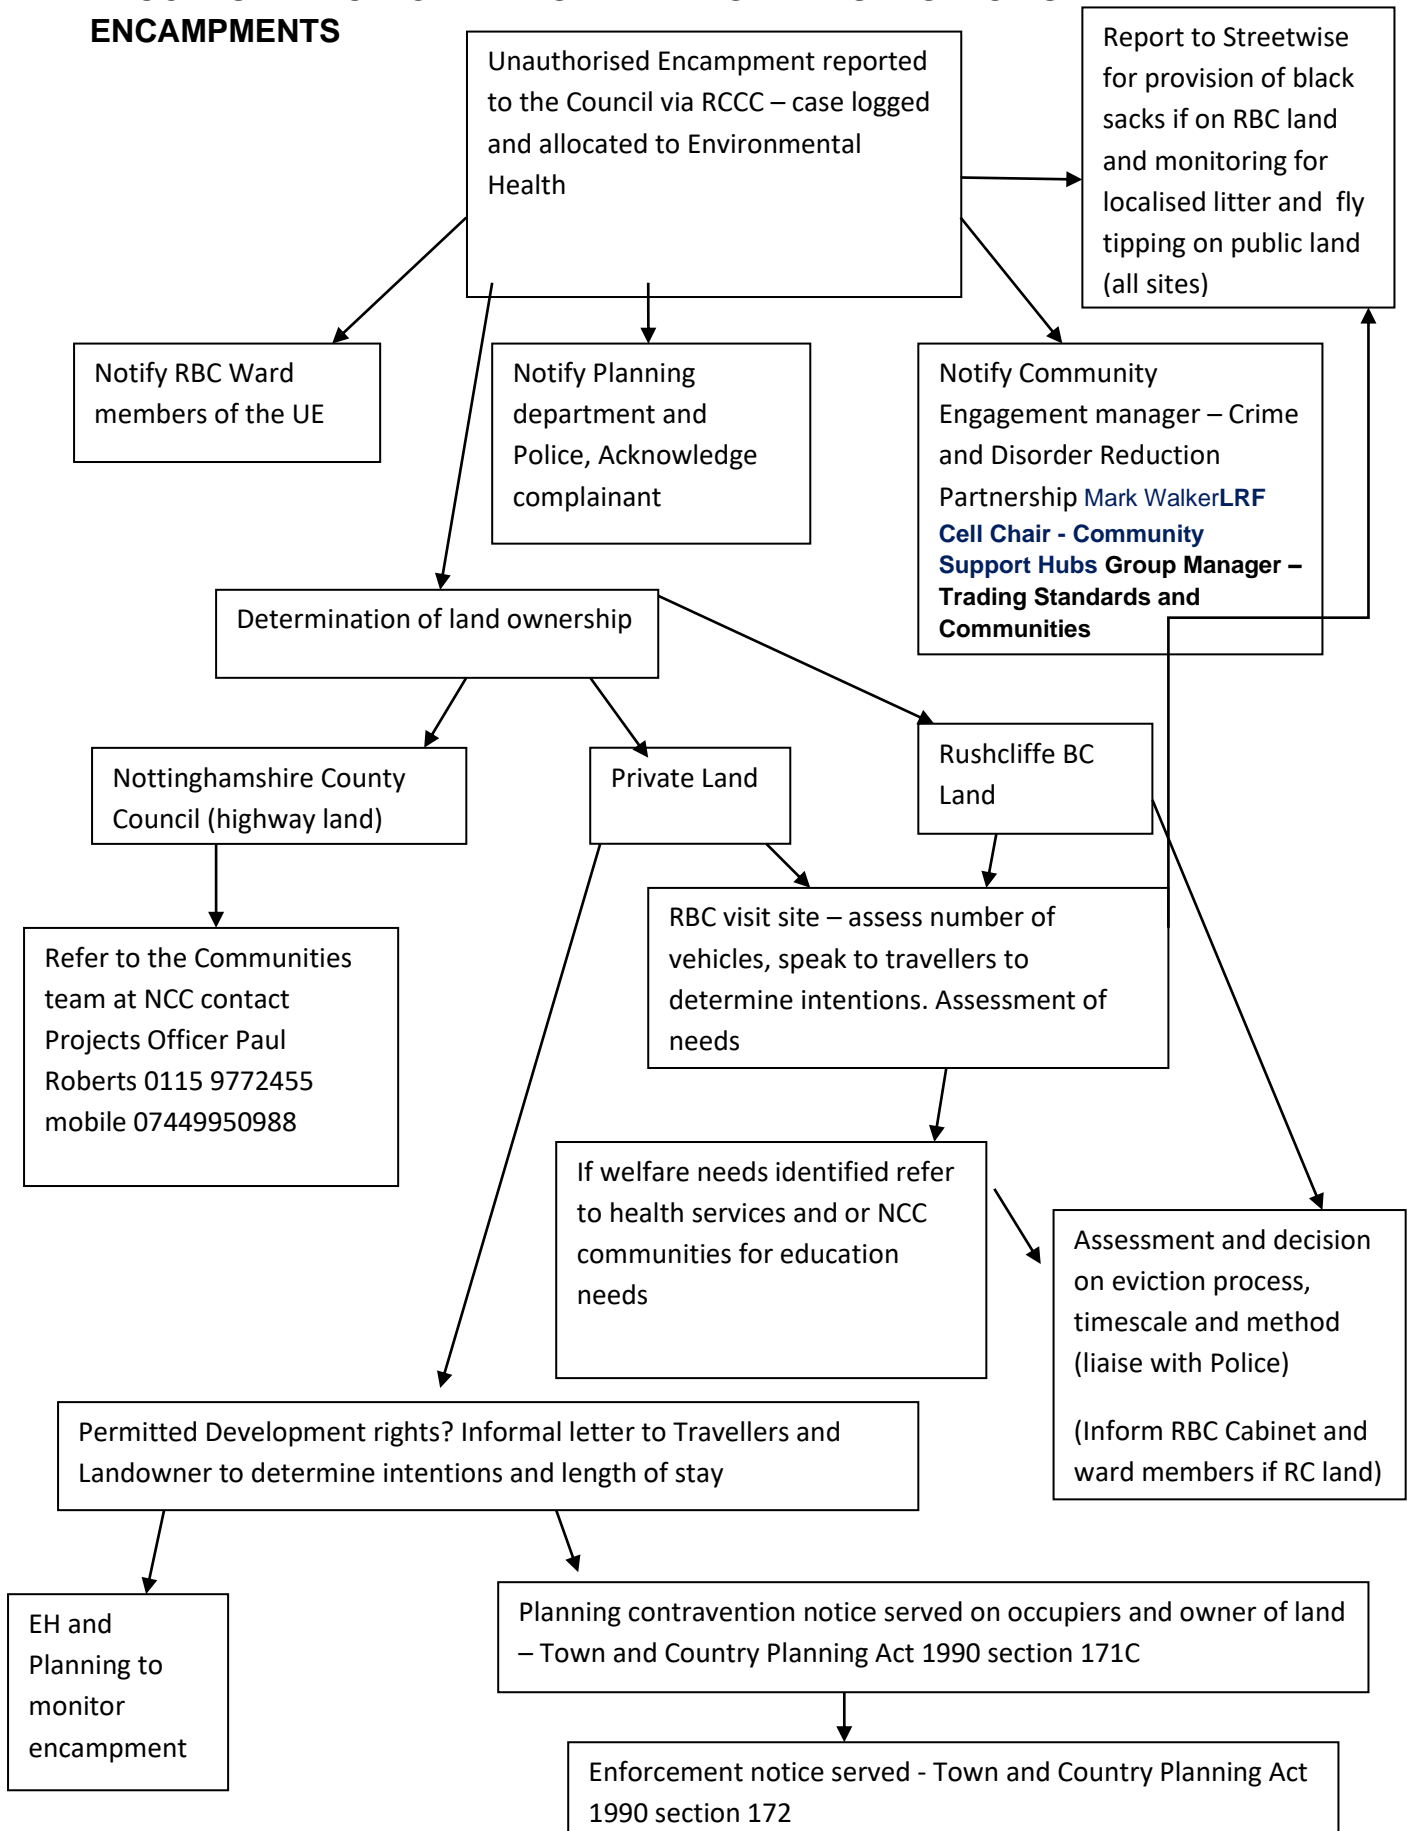 ENCAMPMENTS
Unauthorised Encampment reported
to the Council via RCCC – case logged
and allocated to Environmental
Health
Report to Streetwise
for provision of black
sacks if on RBC land
and monitoring for
localised litter and  fly
tipping on public land
(all sites)
Notify RBC Ward
members of the UE
Notify Planning
department and
Police, Acknowledge
complainant
Notify Community
Engagement manager – Crime
and Disorder Reduction
Partnership Mark WalkerLRF
Cell Chair - Community
Support Hubs Group Manager –
Trading Standards and
Communities
Determination of land ownership
Nottinghamshire County
Council (highway land)
Private Land
Rushcliffe BC
Land
Refer to the Communities
team at NCC contact
Projects Officer Paul
Roberts 0115 9772455
mobile 07449950988
RBC visit site – assess number of
vehicles, speak to travellers to
determine intentions. Assessment of
needs
If welfare needs identified refer
to health services and or NCC
communities for education
needs
Assessment and decision
on eviction process,
timescale and method
(liaise with Police)
(Inform RBC Cabinet and
ward members if RC land)
Permitted Development rights? Informal letter to Travellers and
Landowner to determine intentions and length of stay
EH and
Planning to
monitor
encampment
Planning contravention notice served on occupiers and owner of land
– Town and Country Planning Act 1990 section 171C
Enforcement notice served - Town and Country Planning Act
1990 section 172